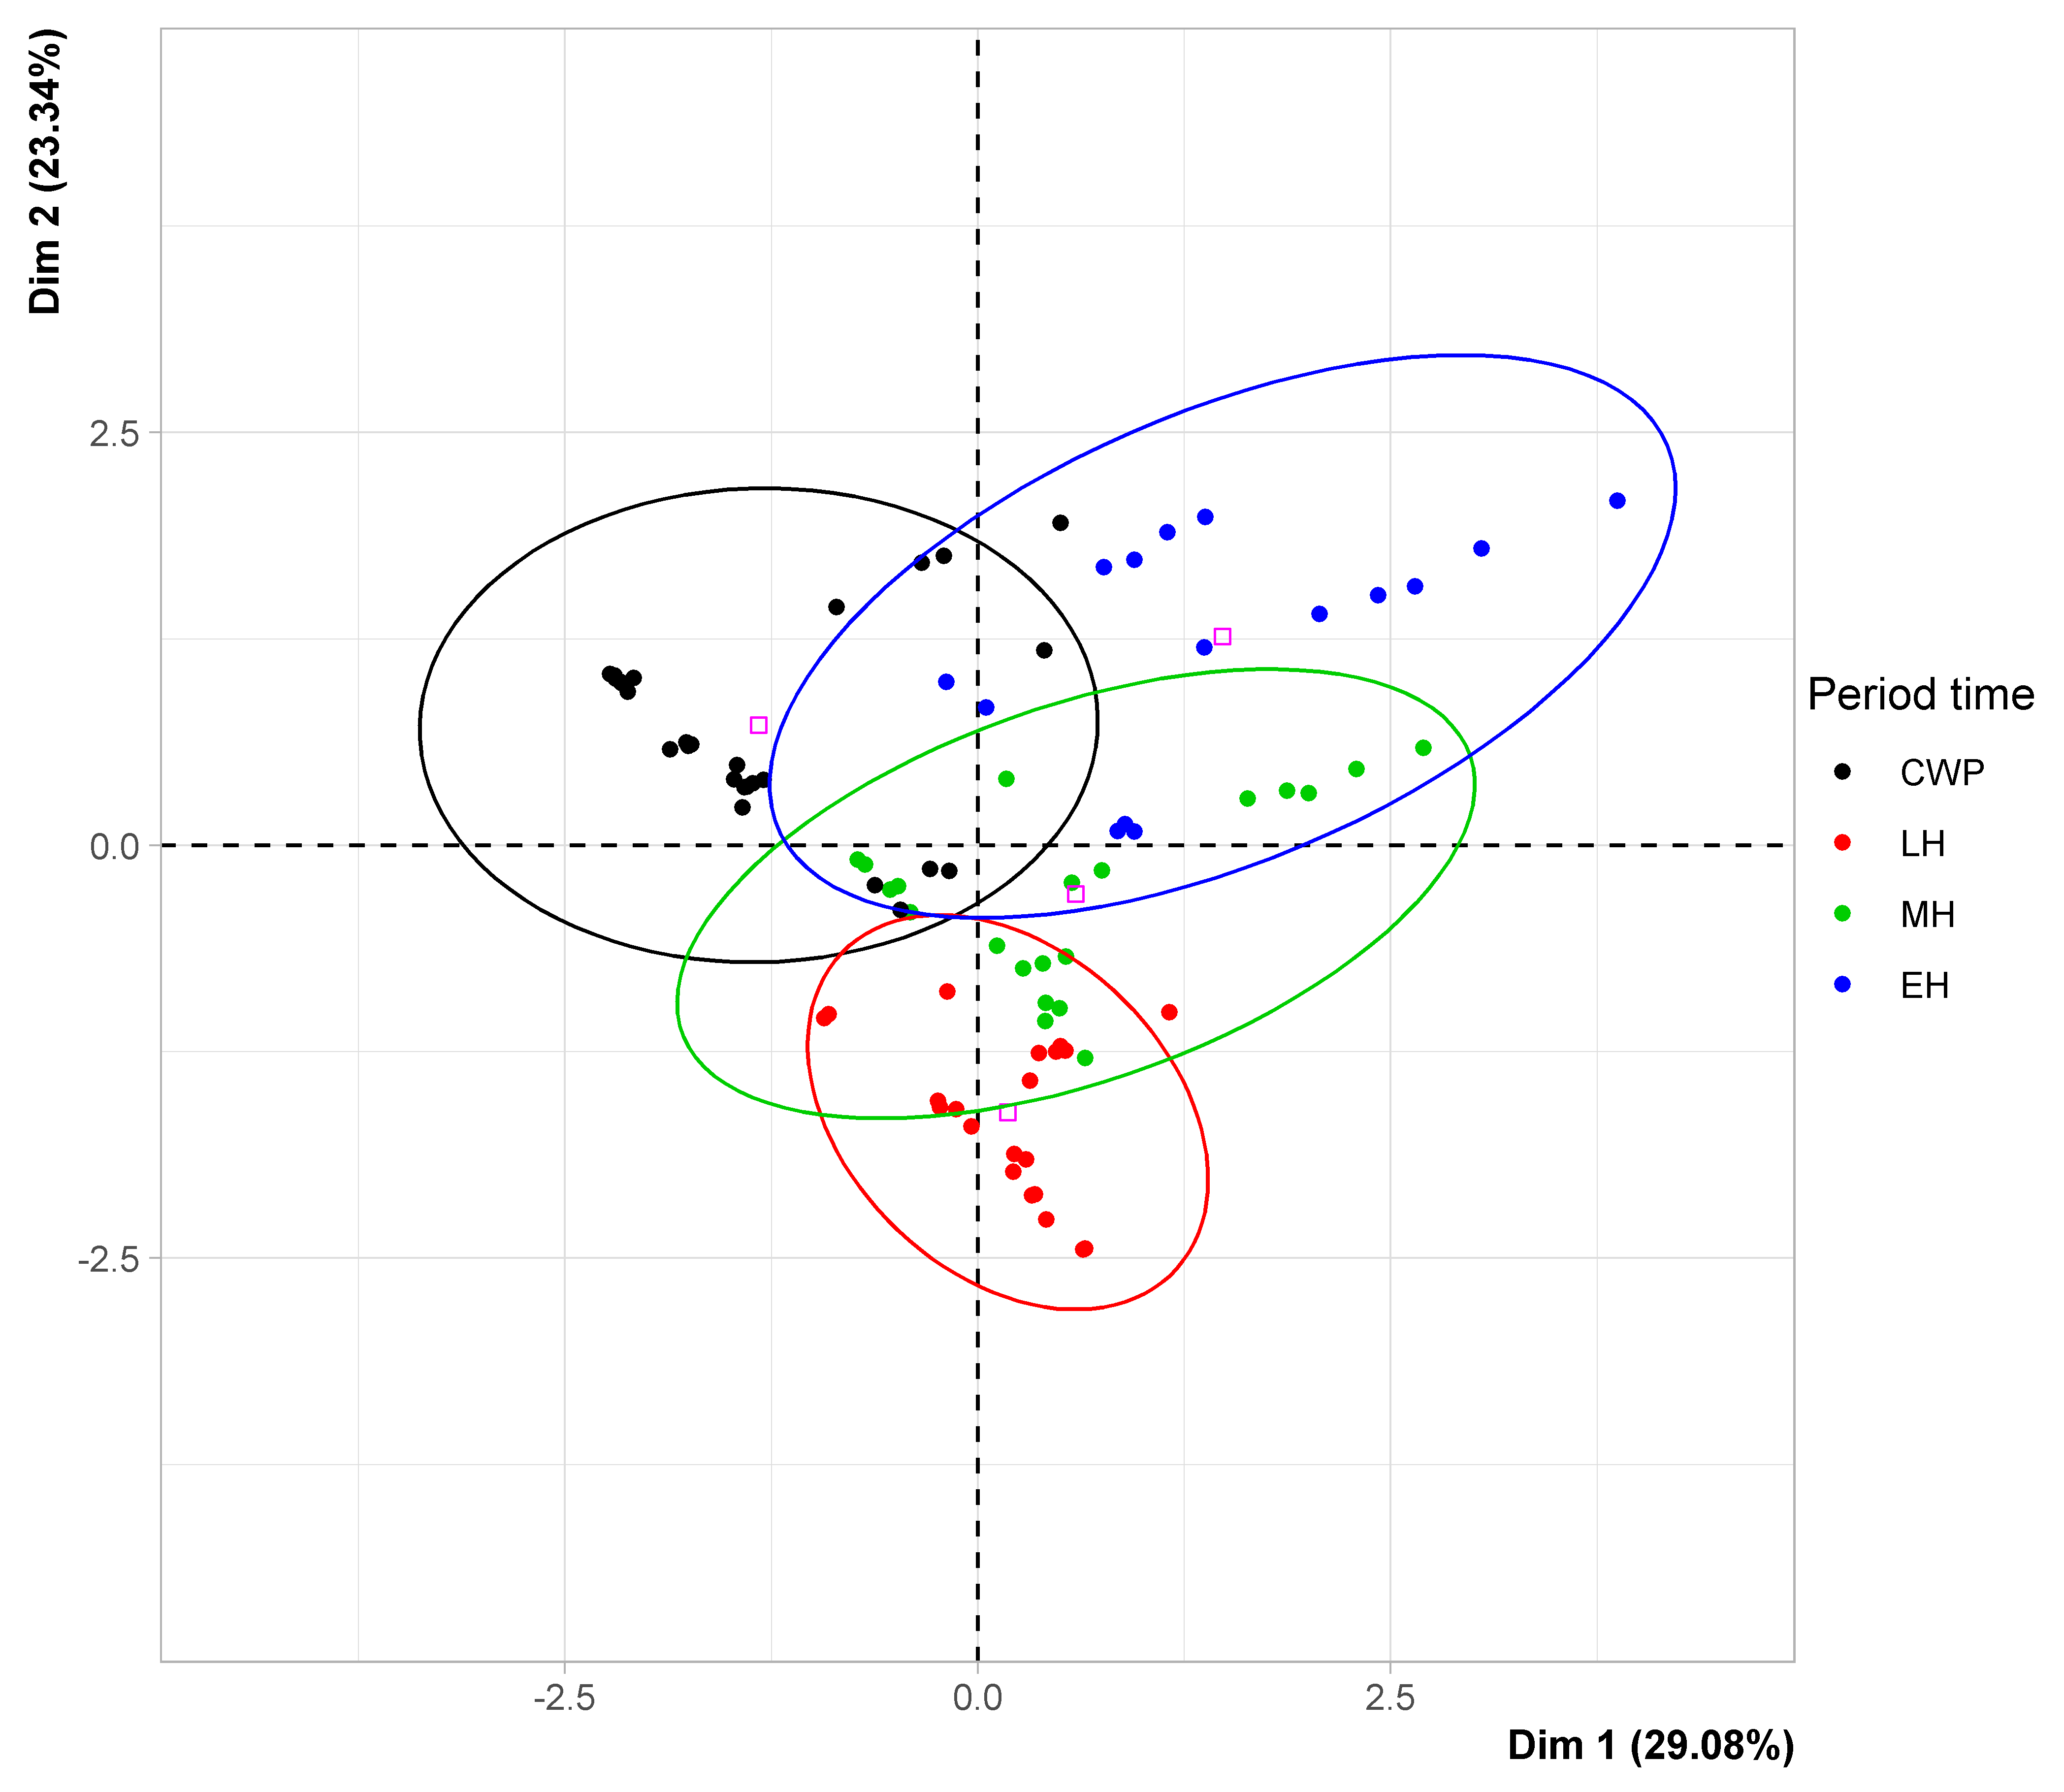 Dim 2 (23.34%)
2.5
0.0
-2.5
-2.5
0.0
2.5
Dim 1 (29.08%)
Period time
CWP
LH
MH
EH